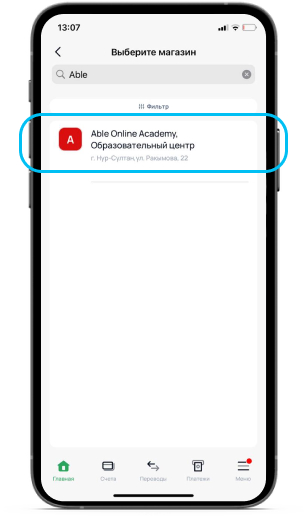 13:07
Выберите магазин
Able
Фильтр
A
Able Online Academy,
Образовательный центр
г. Нур-Султан, ул. Ракымова, 22
Главная
Счета
Переводы
Платежи
Меню